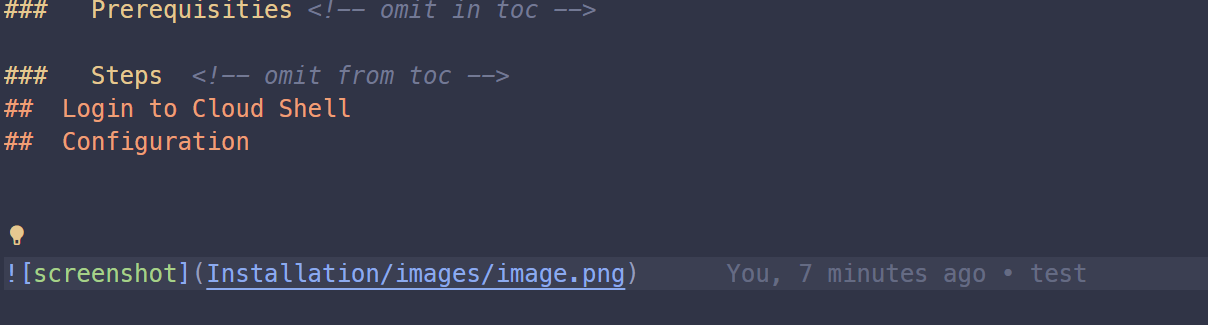 ###   Prerequisities <!-- omit in toc -->
###   Steps  <!-- omit from toc -->
##  Login to Cloud Shell
##  Configuration
![screenshot](Installation/images/image.png)      You, 7 minutes ago • test